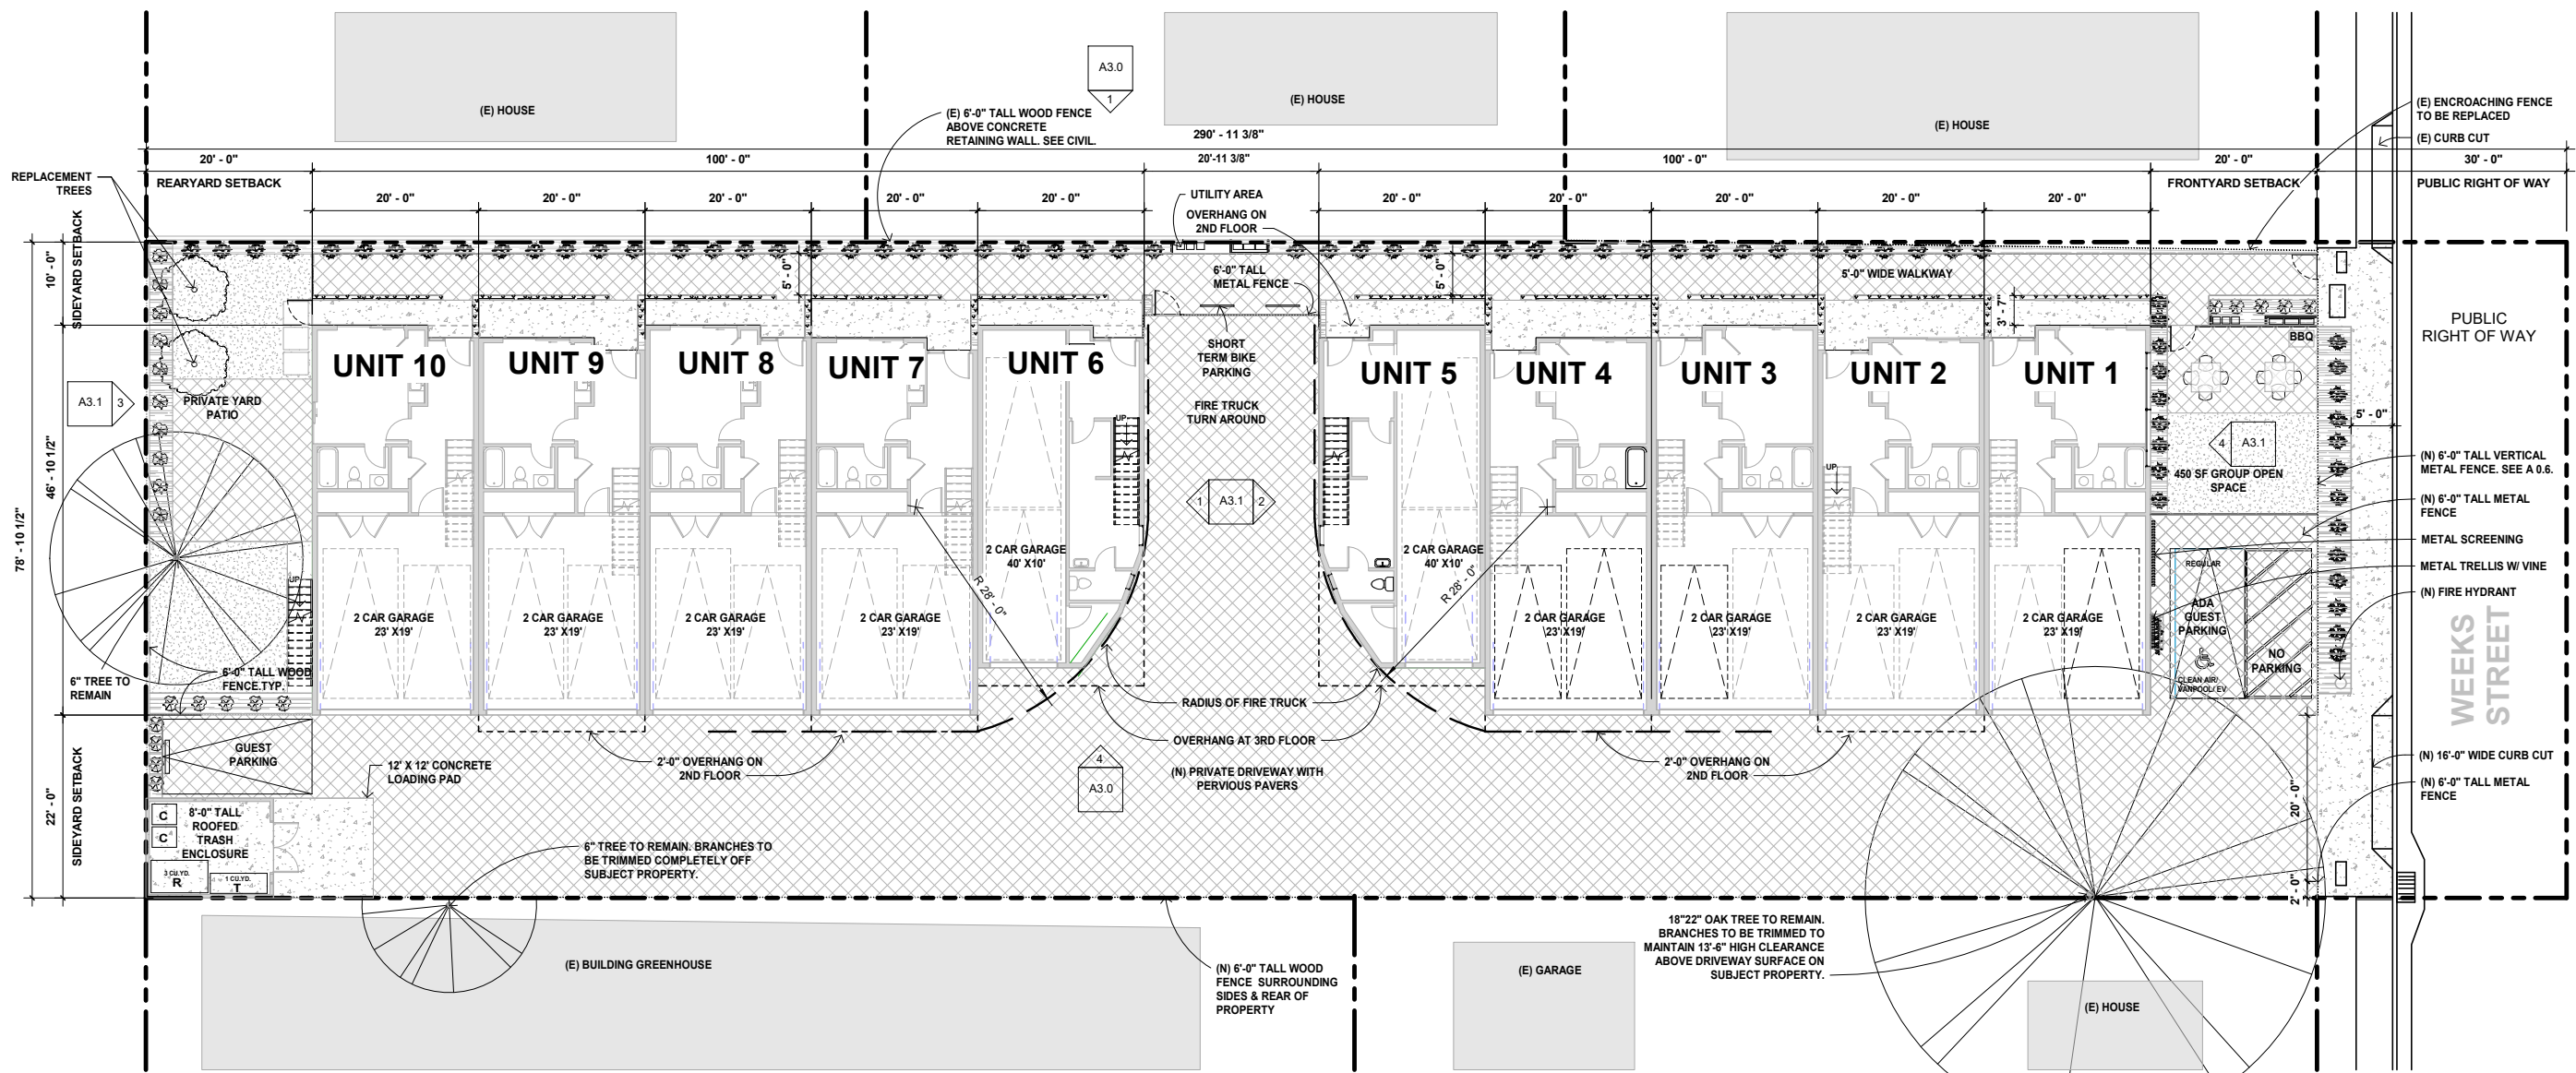 A3.0
1
(E) HOUSE
(E) HOUSE
(E) HOUSE
(E) 6'-0" TALL WOOD FENCE
ABOVE CONCRETE
RETAINING WALL. SEE CIVIL.
290' - 11 3/8"
(E) ENCROACHING FENCE
TO BE REPLACED
(E) CURB CUT
20' - 0"
100' - 0"
20'-11 3/8"
100' - 0"
20' - 0"
30' - 0"
REPLACEMENT
TREES
REARYARD SETBACK
FRONTYARD SETBACK
PUBLIC RIGHT OF WAY
20' - 0"
20' - 0"
20' - 0"
20' - 0"
20' - 0"
UTILITY AREA
OVERHANG ON
2ND FLOOR
20' - 0"
20' - 0"
20' - 0"
20' - 0"
20' - 0"
SIDEYARD SETBACK
10' - 0"
5' - 0"
6'-0" TALL
METAL FENCE
5' - 0"
5'-0" WIDE WALKWAY
3' - 7"
PUBLIC
RIGHT OF WAY
UNIT 10
UNIT 9
UNIT 8
UNIT 7
UNIT 6
SHORT
TERM BIKE
PARKING
FIRE TRUCK
TURN AROUND
UNIT 5
UNIT 4
UNIT 3
UNIT 2
UNIT 1
BBQ
A3.1
3
PRIVATE YARD
PATIO
UP
5' - 0"
4
A3.1
450 SF GROUP OPEN
SPACE
(N) 6'-0" TALL VERTICAL
METAL FENCE. SEE A 0.6.
46' - 10 1/2"
78' - 10 1/2"
1
A3.1
2
UP
(N) 6'-0" TALL METAL
FENCE
METAL SCREENING
METAL TRELLIS W/ VINE
(N) FIRE HYDRANT
2 CAR GARAGE
40' X10'
2 CAR GARAGE
40' X10'
R 28' - 0"
R 28' - 0"
UP
REGULAR
ADA
GUEST
PARKING
NO
PARKING
CLEAN AIR/
VANPOOL/ EV
2 CAR GARAGE
23' X19'
2 CAR GARAGE
23' X19'
2 CAR GARAGE
23' X19'
2 CAR GARAGE
23' X19'
2 CAR GARAGE
23' X19'
2 CAR GARAGE
23' X19'
2 CAR GARAGE
23' X19'
2 CAR GARAGE
23' X19'
WEEKS
STREET
6" TREE TO
REMAIN
6'-0" TALL WOOD
FENCE.TYP.
RADIUS OF FIRE TRUCK
OVERHANG AT 3RD FLOOR
GUEST
PARKING
12' X 12' CONCRETE
LOADING PAD
2'-0" OVERHANG ON
2ND FLOOR
4
A3.0
(N) PRIVATE DRIVEWAY WITH
PERVIOUS PAVERS
2'-0" OVERHANG ON
2ND FLOOR
(N) 16'-0" WIDE CURB CUT
(N) 6'-0" TALL METAL
FENCE
22' - 0"
SIDEYARD SETBACK
20' - 0"
2' - 0"
C
C
8'-0" TALL
ROOFED
TRASH
ENCLOSURE
3 CU.YD.
R
1 CU.YD.
T
6" TREE TO REMAIN. BRANCHES TO
BE TRIMMED COMPLETELY OFF
SUBJECT PROPERTY.
18"22" OAK TREE TO REMAIN.
BRANCHES TO BE TRIMMED TO
MAINTAIN 13'-6" HIGH CLEARANCE
ABOVE DRIVEWAY SURFACE ON
SUBJECT PROPERTY.
(E) BUILDING GREENHOUSE
(N) 6'-0" TALL WOOD
FENCE SURROUNDING
SIDES & REAR OF
PROPERTY
(E) GARAGE
(E) HOUSE